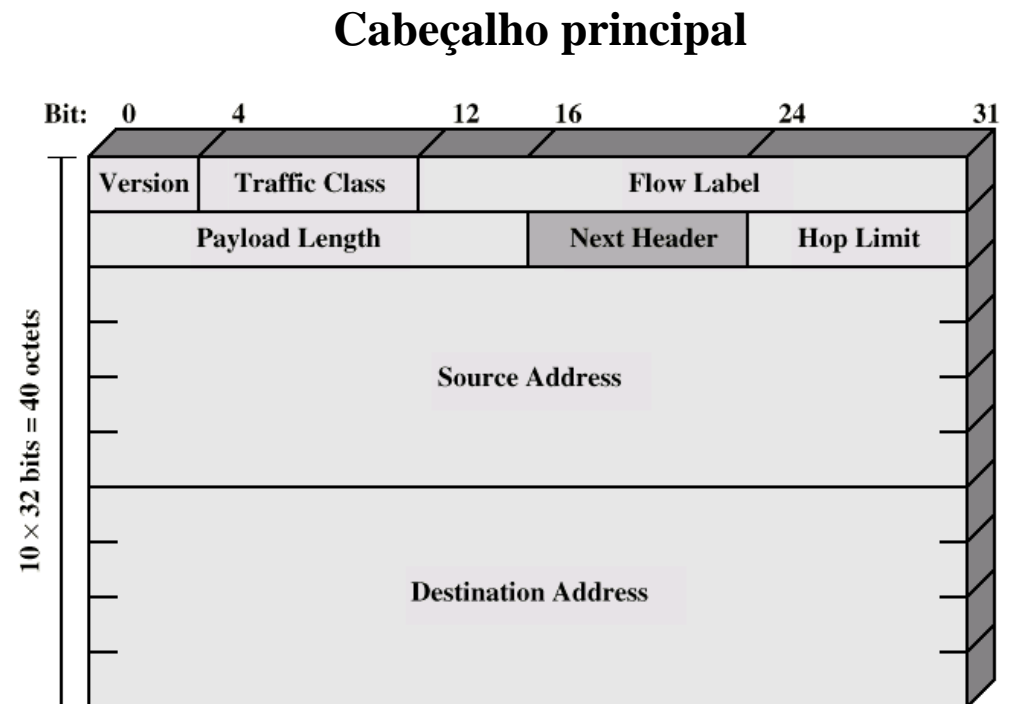 Cabeçalho principal
Bit: 0 4 12 16 24 31
Version Traffic Class Flow Label
Payload Length Next Header Hop Limit
Source Address
10 × 32 bits = 40 octets
Destination Address